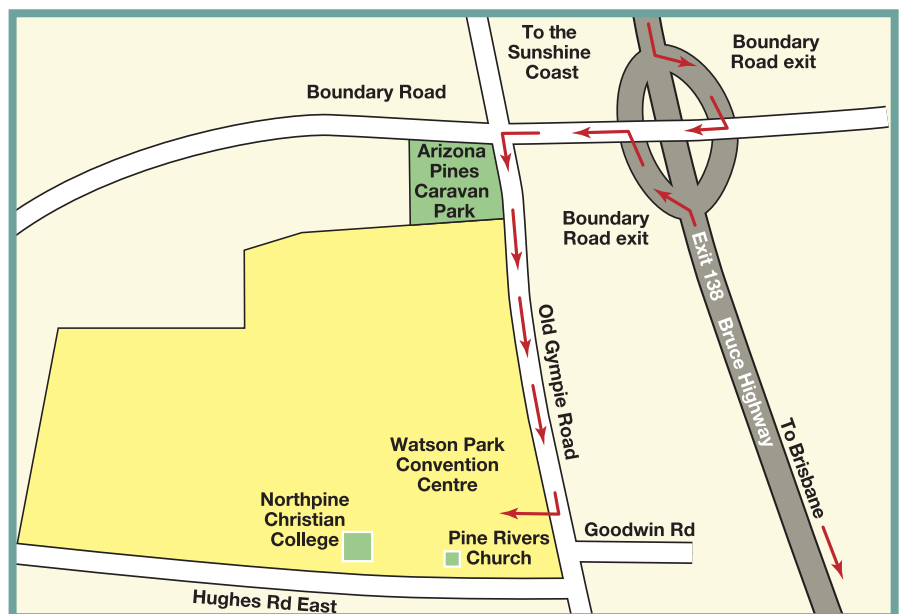 To the
Sunshine
Coast
Boundary
Road exit
Boundary Road
Arizona
Pines
Caravan
Park
Boundary
Road exit
Exit 138 Bruce Highway
Old Gympie Road
To Brisbane
Watson Park
Convention
Centre
Northpine
Christian
College
Pine Rivers
Church
Goodwin Rd
Hughes Rd East